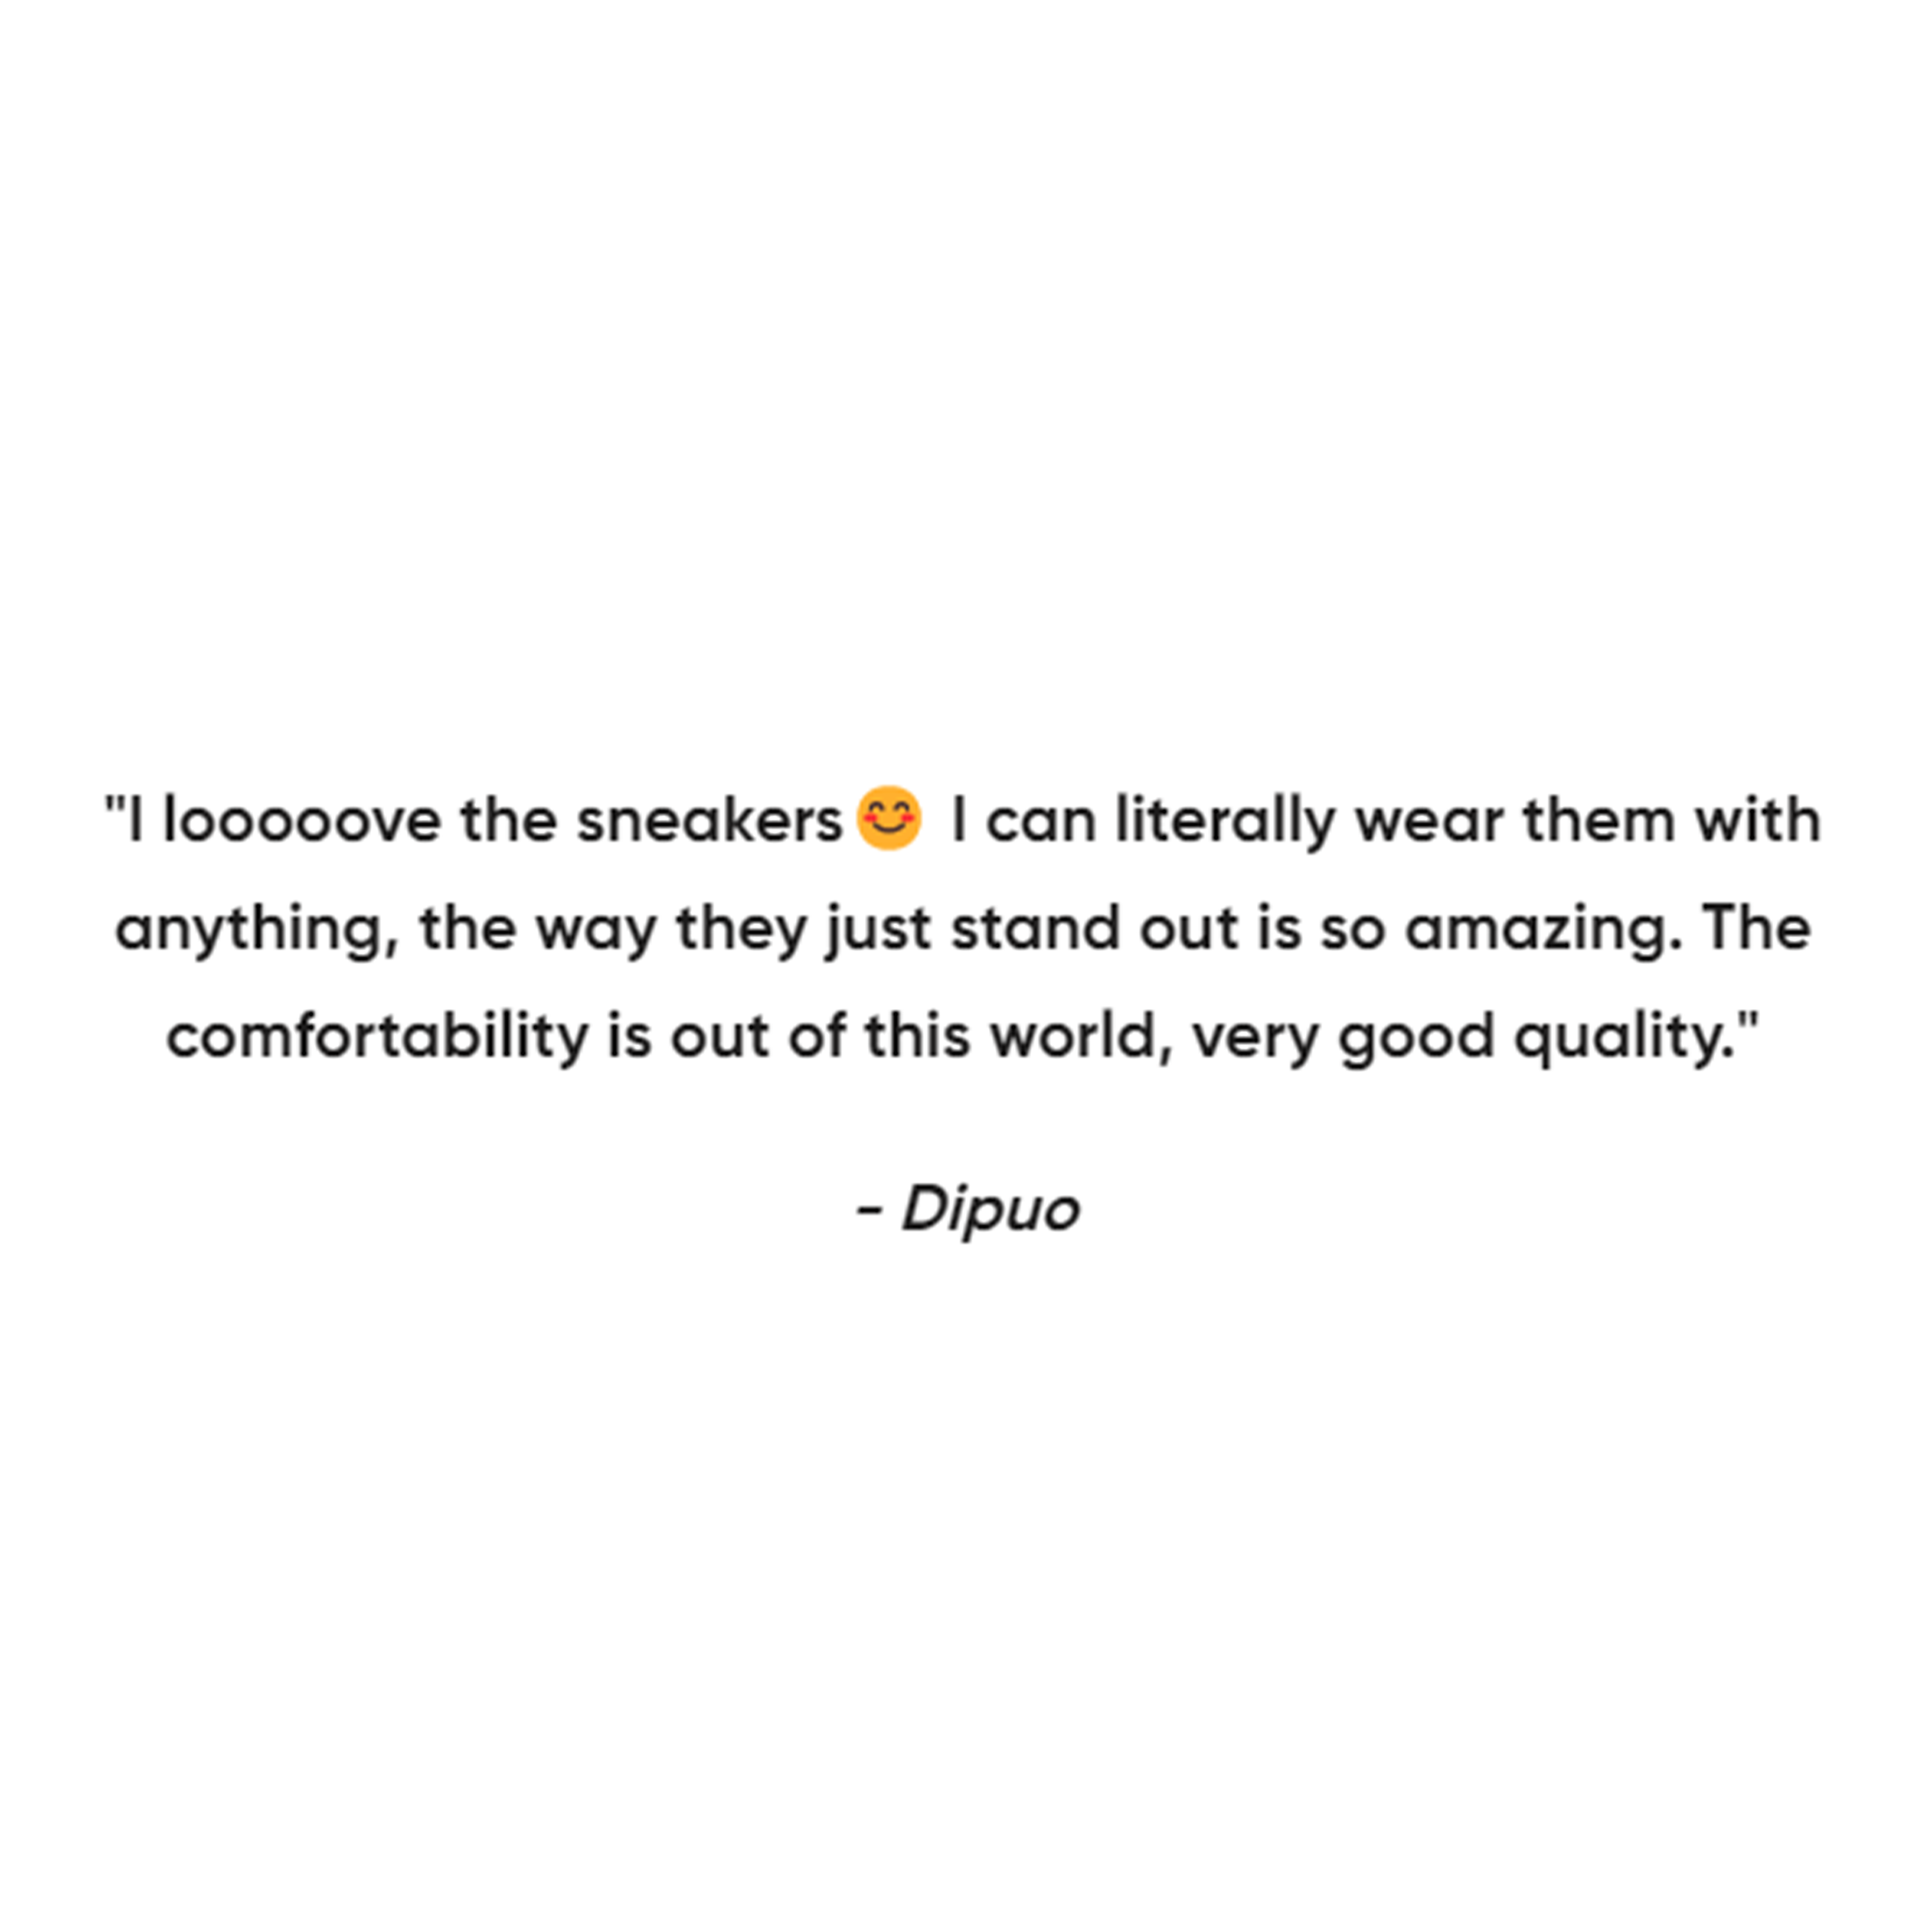 "I looooove the sneakers😊 I can literally wear them with
anything, the way they just stand out is so amazing. The
comfortability is out of this world, very good quality."
- Dipuo